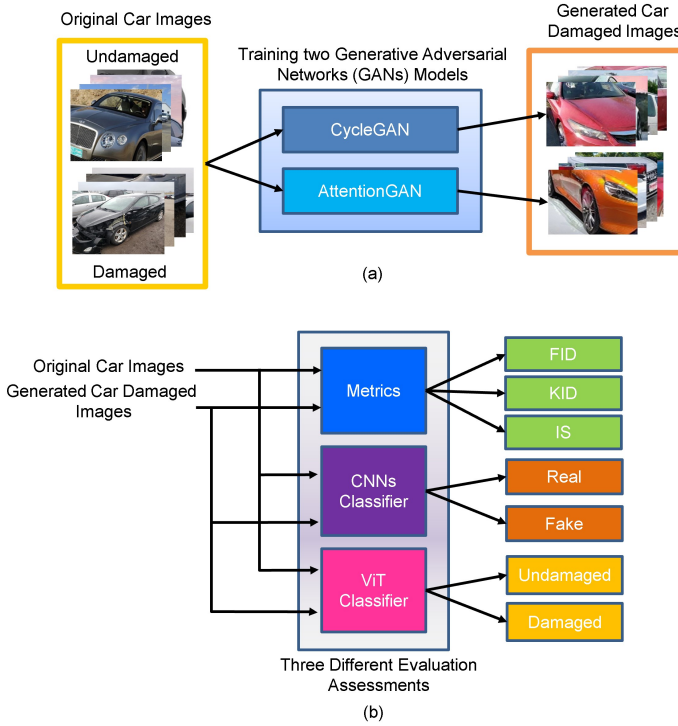 Original Car Images
Undamaged
Damaged
Training two Generative Adversarial
Networks (GANs) Models
CycleGAN
AttentionGAN
Generated Car
Damaged Images
(a)
Original Car Images
Generated Car Damaged
Images
Metrics
CNNs
Classifier
ViT
Classifier
FID
KID
IS
Real
Fake
Undamaged
Damaged
Three Different Evaluation
Assessments
(b)